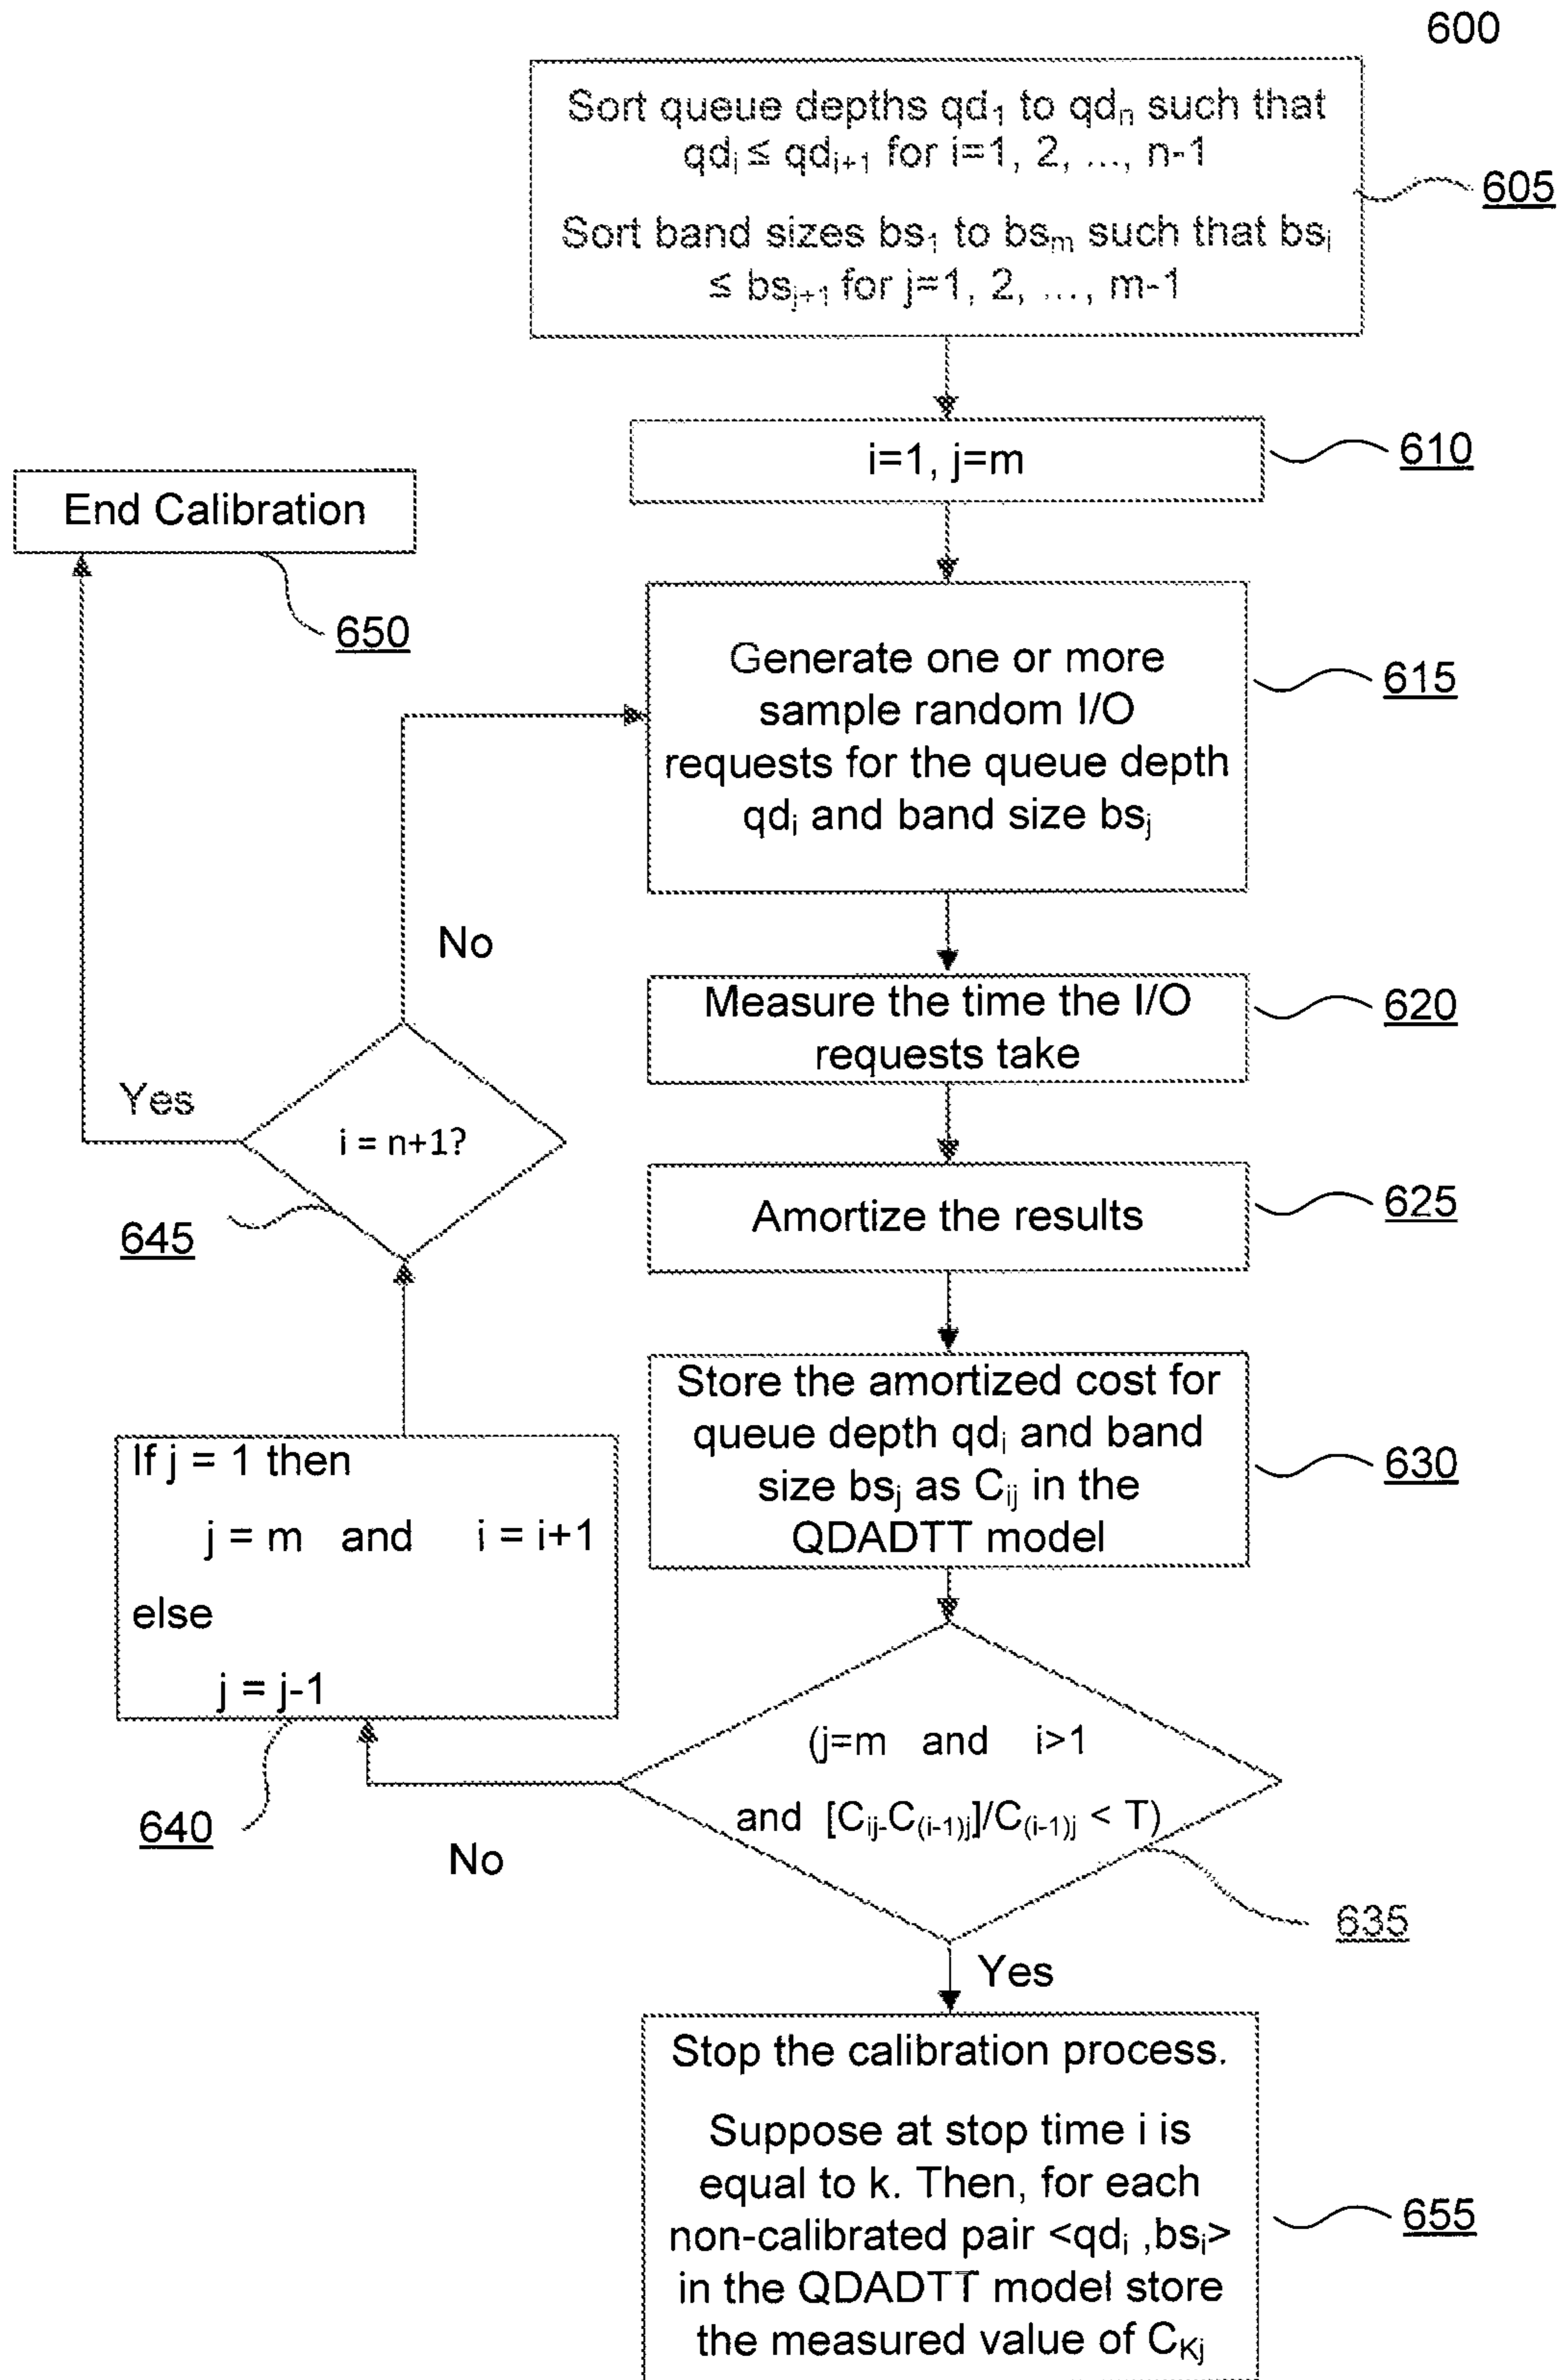 600
Sort queue depths qd₁ to qdₙ such that
qdᵢ ≤ qdᵢ₊₁ for i=1, 2, ..., n-1
Sort band sizes bs₁ to bsₘ such that bsⱼ
≤ bsⱼ₊₁ for j=1, 2, ..., m-1
605
i=1, j=m
610
End Calibration
650
Generate one or more
sample random I/O
requests for the queue depth
qdᵢ and band size bsⱼ
615
No
Measure the time the I/O
requests take
620
Yes
i = n+1?
645
Amortize the results
625
Store the amortized cost for
queue depth qdᵢ and band
size bsⱼ as Cᵢⱼ in the
QDADTT model
630
If j = 1 then
j = m and i = i+1
else
j = j-1
640
(j=m and i>1
and [Cᵢⱼ-C₍ᵢ₋₁₎ⱼ]/C₍ᵢ₋₁₎ⱼ < T)
No
635
Yes
Stop the calibration process.
Suppose at stop time i is
equal to k. Then, for each
non-calibrated pair <qdᵢ ,bsᵢ>
in the QDADTT model store
the measured value of C_Kj
655